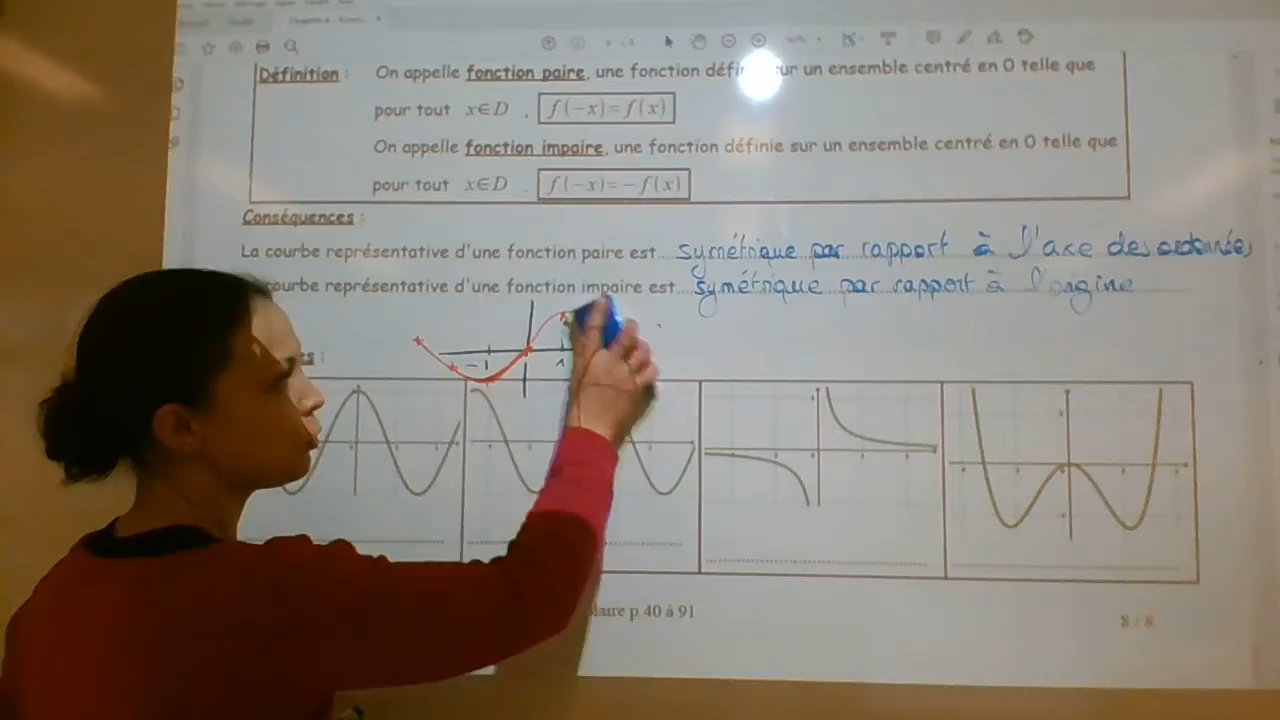 Définition : On appelle fonction paire, une fonction défi ur un ensemble centré en 0 telle que
pour tout x∈D , f(−x)=f(x)
On appelle fonction impaire, une fonction définie sur un ensemble centré en 0 telle que
pour tout x∈D . f(−x)=−f(x)
Conséquences :
La courbe représentative d'une fonction paire est symétrique par rapport à l'axe des ordonnées
courbe représentative d'une fonction impaire est symétrique par rapport à l'origine
-1 1
p 40 à 91
8 / 8